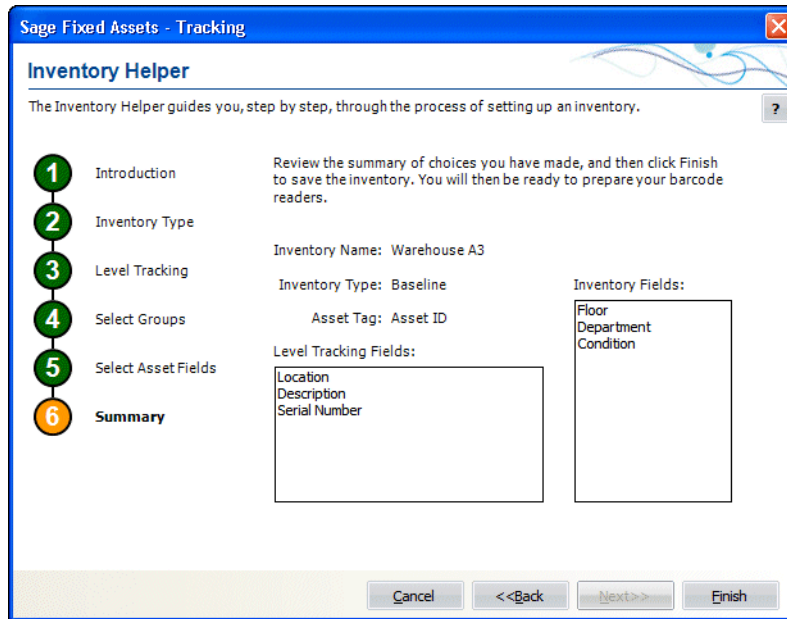 Sage Fixed Assets - Tracking
Inventory Helper
The Inventory Helper guides you, step by step, through the process of setting up an inventory.
?
1 Introduction
2 Inventory Type
3 Level Tracking
4 Select Groups
5 Select Asset Fields
6 Summary
Review the summary of choices you have made, and then click Finish
to save the inventory. You will then be ready to prepare your barcode
readers.
Inventory Name: Warehouse A3
Inventory Type: Baseline
Asset Tag: Asset ID
Level Tracking Fields:
Location
Description
Serial Number
Inventory Fields:
Floor
Department
Condition
Cancel <<Back Next>> Finish